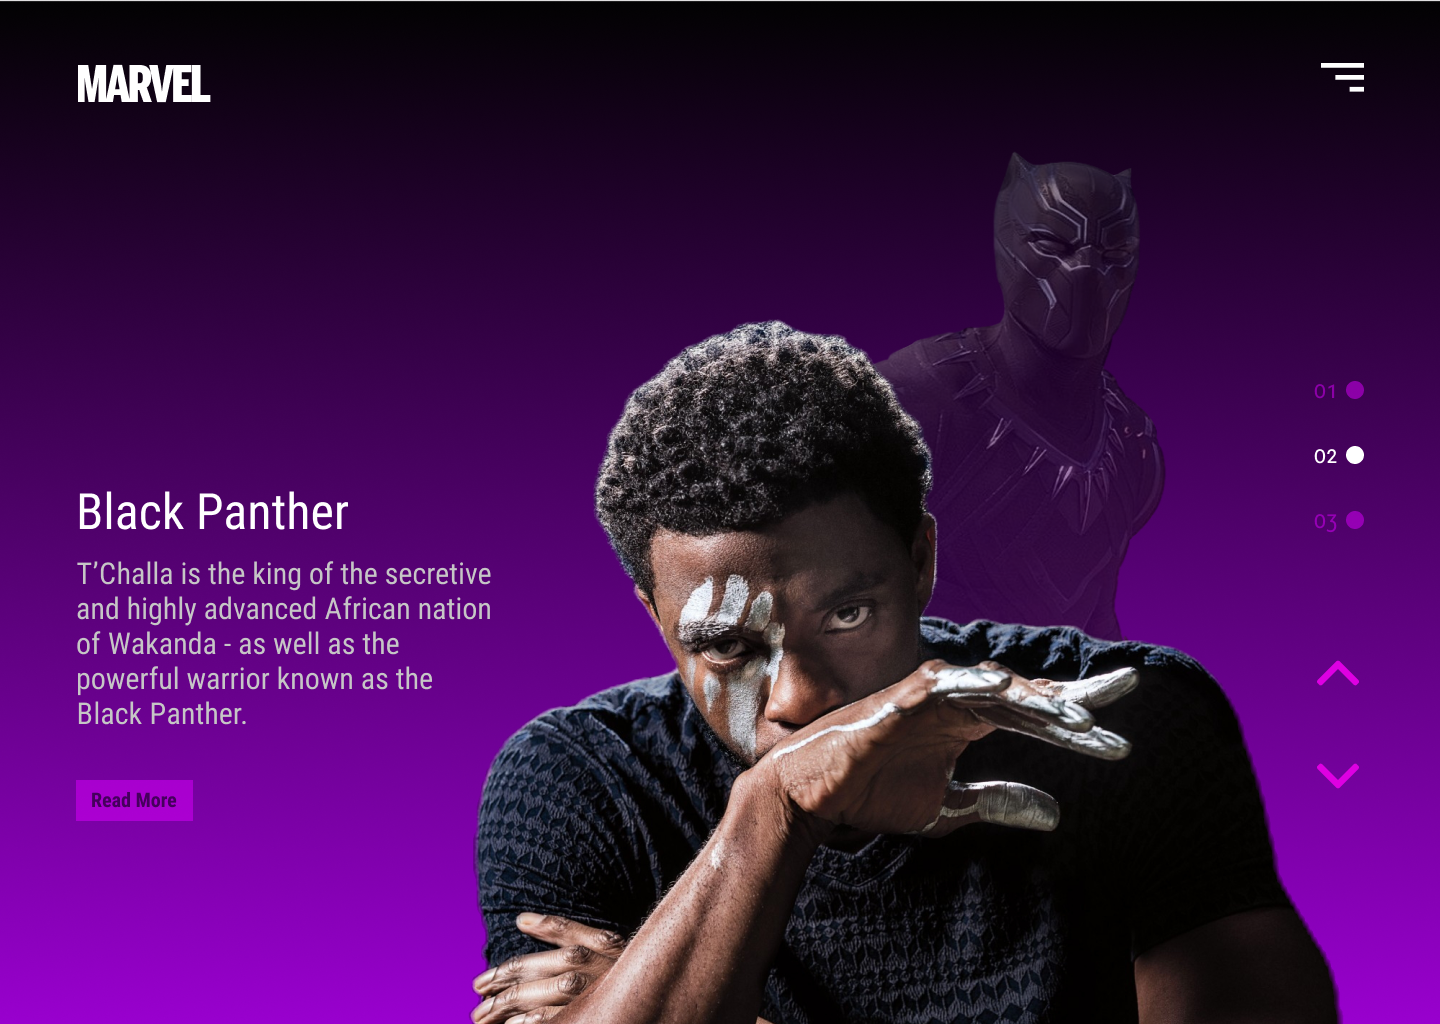 MARVEL
01
02
03
Black Panther
T’Challa is the king of the secretive
and highly advanced African nation
of Wakanda - as well as the
powerful warrior known as the
Black Panther.
Read More